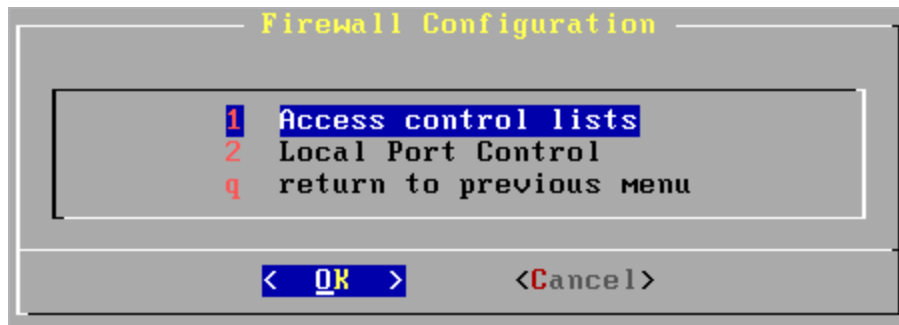 Firewall Configuration
1 Access control lists
2 Local Port Control
q return to previous menu
< OK > <Cancel>